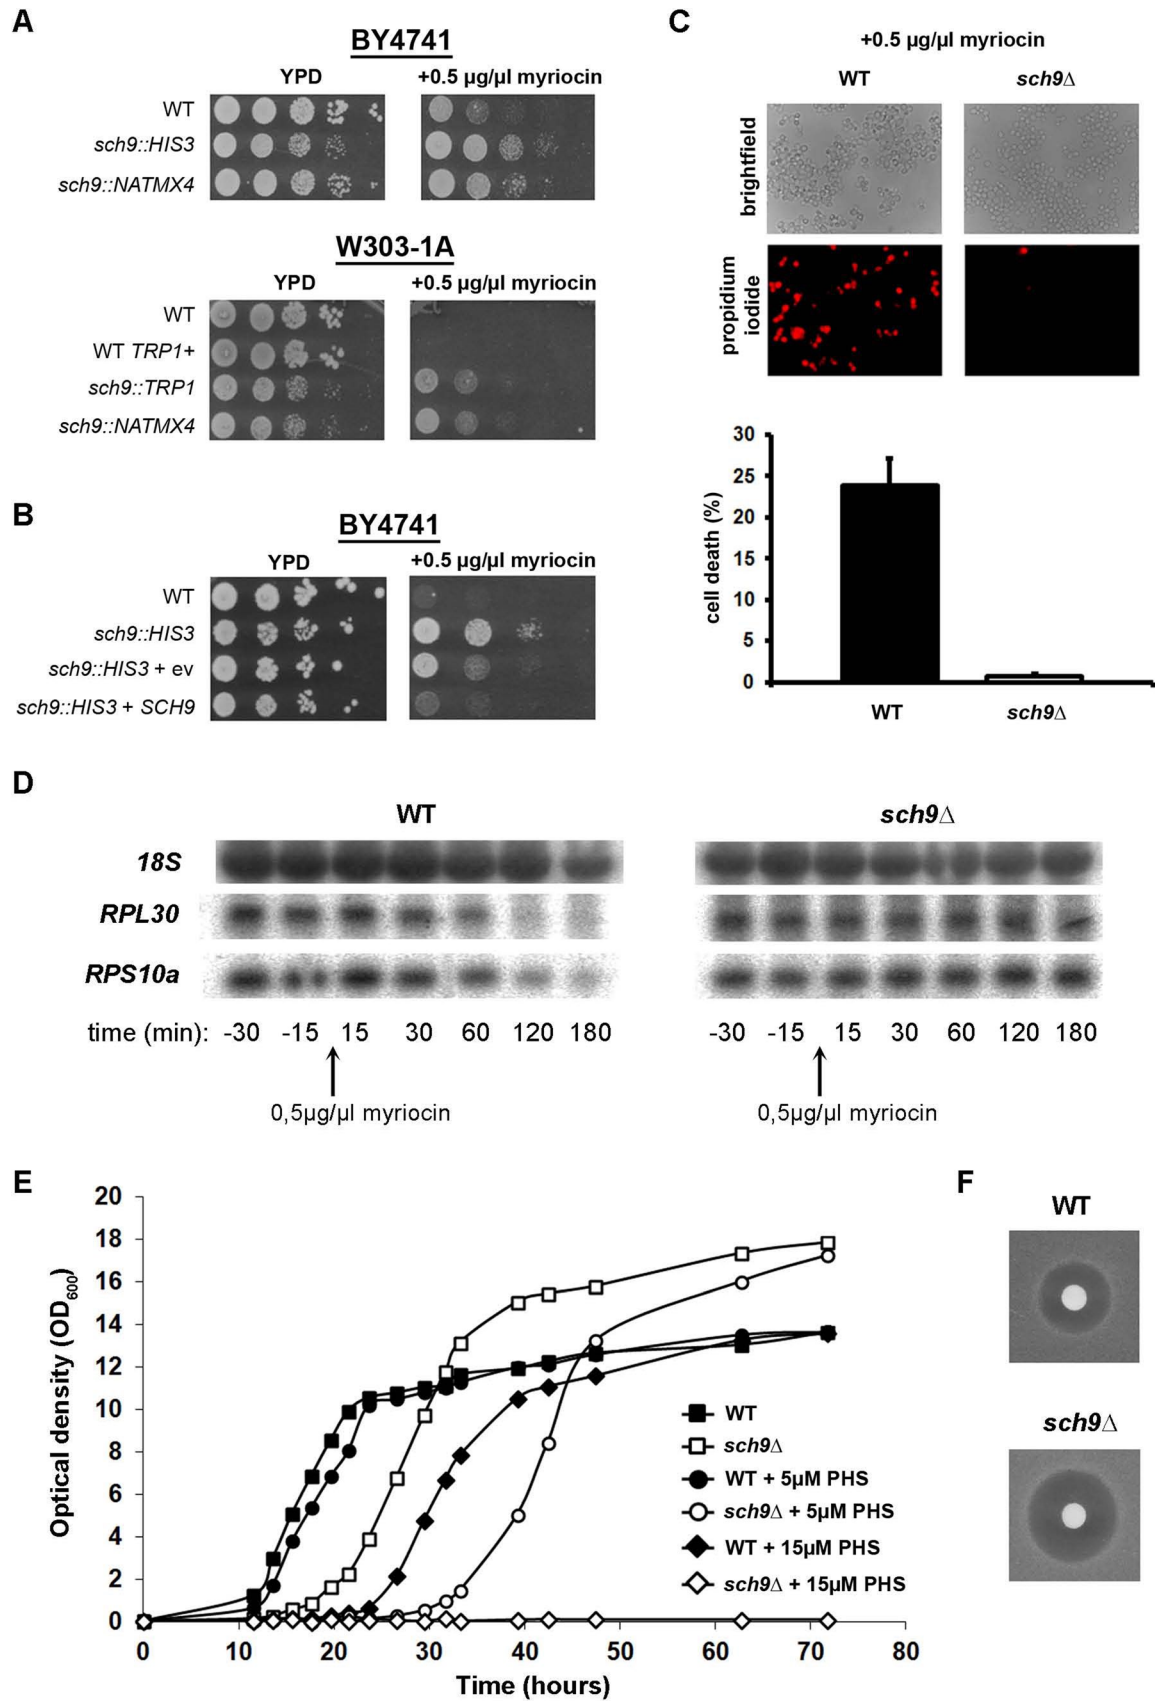 A
BY4741
YPD
+0.5 µg/µl myriocin
WT
sch9::HIS3
sch9::NATMX4
W303-1A
YPD
+0.5 µg/µl myriocin
WT
WT TRP1+
sch9::TRP1
sch9::NATMX4
B
BY4741
YPD
+0.5 µg/µl myriocin
WT
sch9::HIS3
sch9::HIS3 + ev
sch9::HIS3 + SCH9
C
+0.5 µg/µl myriocin
WT
sch9Δ
brightfield
propidium
iodide
cell death (%)
30
25
20
15
10
5
0
WT
sch9Δ
D
WT
sch9Δ
18S
RPL30
RPS10a
time (min): -30 -15 15 30 60 120 180
-30 -15 15 30 60 120 180
0,5µg/µl myriocin
0,5µg/µl myriocin
E
Optical density (OD600)
20
18
16
14
12
10
8
6
4
2
0
0 10 20 30 40 50 60 70 80
Time (hours)
WT
sch9Δ
WT + 5µM PHS
sch9Δ + 5µM PHS
WT + 15µM PHS
sch9Δ + 15µM PHS
F
WT
sch9Δ